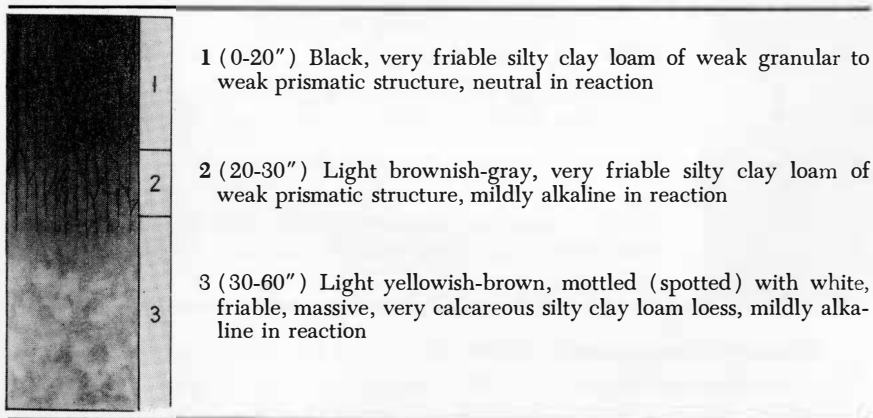 1
1 (0-20″) Black, very friable silty clay loam of weak granular to
weak prismatic structure, neutral in reaction
2
2 (20-30″) Light brownish-gray, very friable silty clay loam of
weak prismatic structure, mildly alkaline in reaction
3
3 (30-60″) Light yellowish-brown, mottled (spotted) with white,
friable, massive, very calcareous silty clay loam loess, mildly alka-
line in reaction